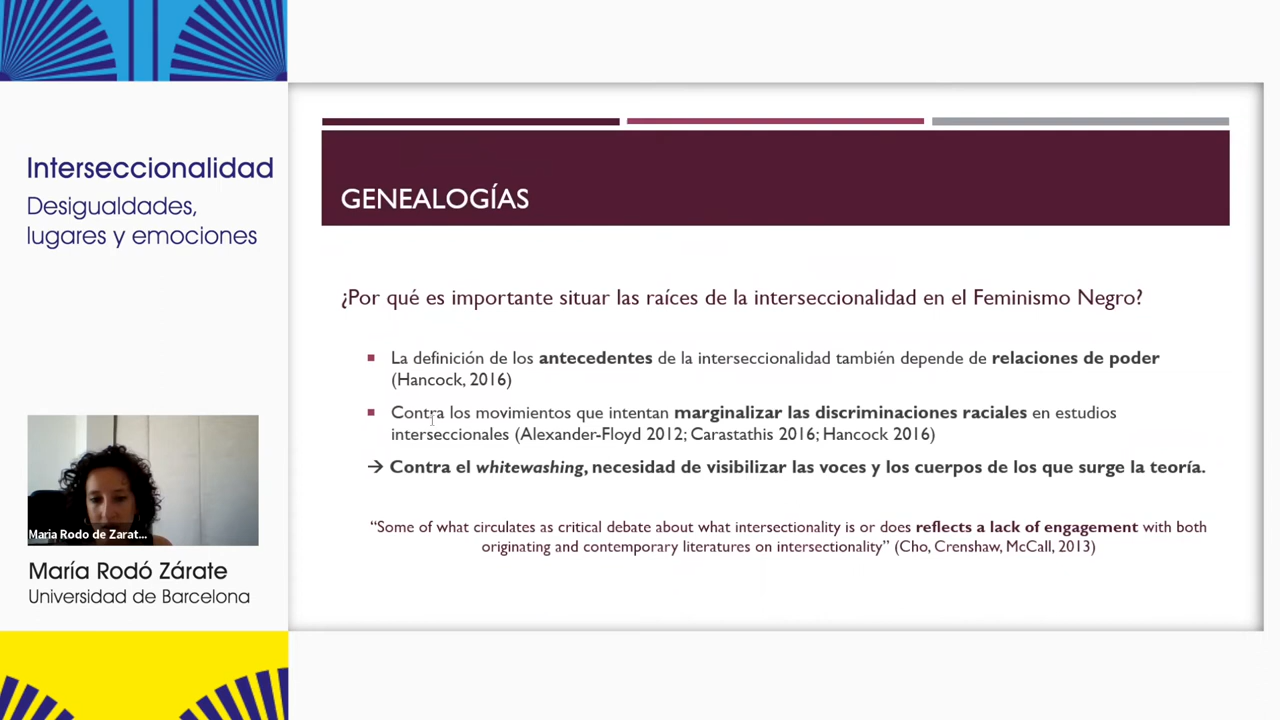 Interseccionalidad
Desigualdades,
lugares y emociones
Maria Rodo de Zarat...
María Rodó Zárate
Universidad de Barcelona
GENEALOGÍAS
¿Por qué es importante situar las raíces de la interseccionalidad en el Feminismo Negro?
La definición de los antecedentes de la interseccionalidad también depende de relaciones de poder
(Hancock, 2016)
Contra los movimientos que intentan marginalizar las discriminaciones raciales en estudios
interseccionales (Alexander-Floyd 2012; Carastathis 2016; Hancock 2016)
→ Contra el whitewashing, necesidad de visibilizar las voces y los cuerpos de los que surge la teoría.
“Some of what circulates as critical debate about what intersectionality is or does reflects a lack of engagement with both
originating and contemporary literatures on intersectionality” (Cho, Crenshaw, McCall, 2013)